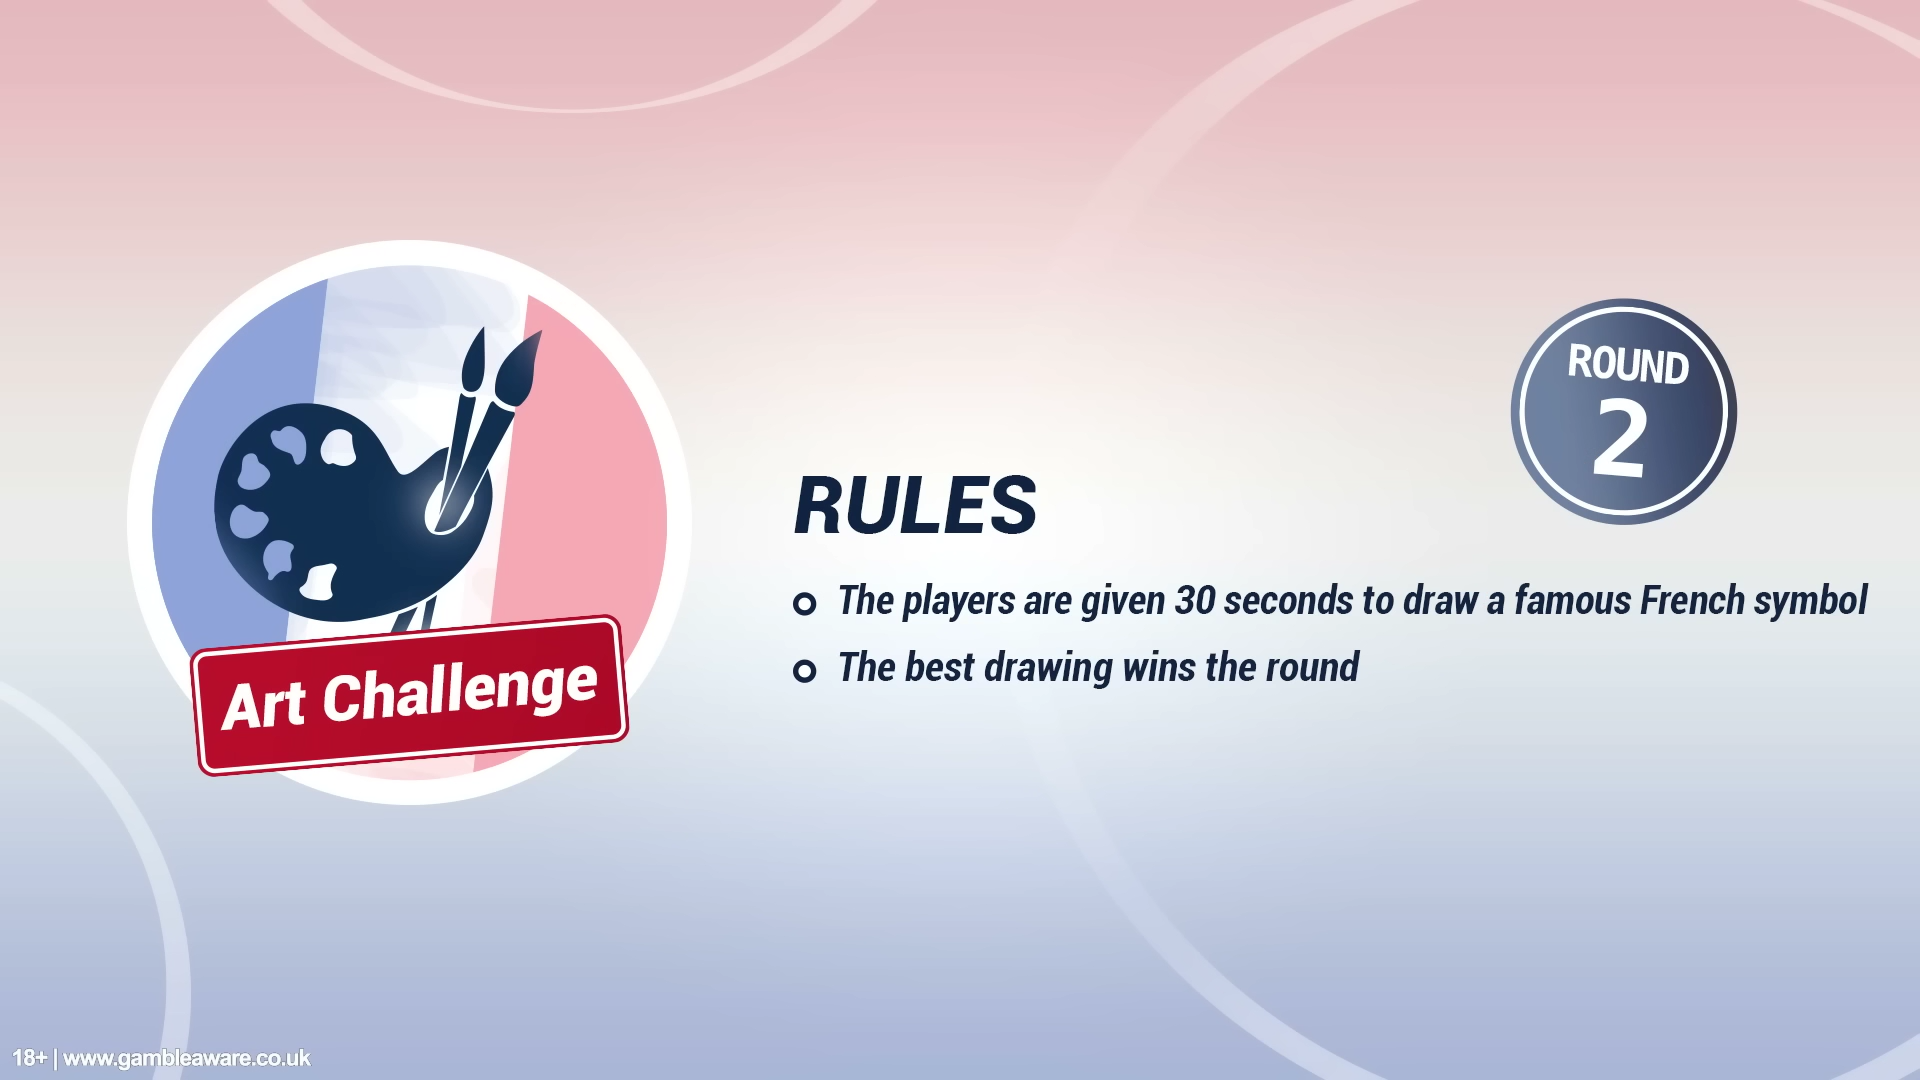 ROUND
2
RULES
The players are given 30 seconds to draw a famous French symbol
The best drawing wins the round
Art Challenge
18+ | www.gambleaware.co.uk